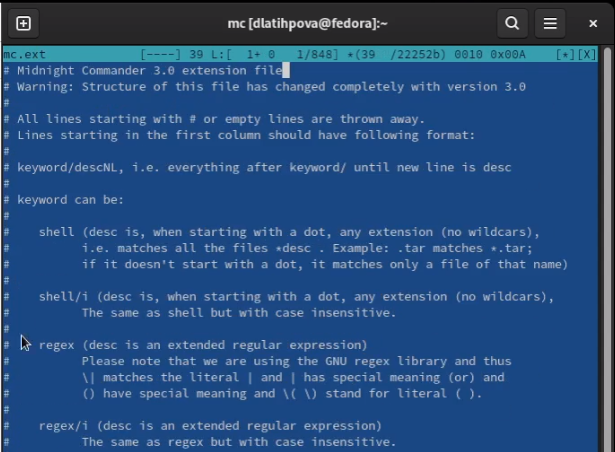 mc [dlatihpova@fedora]:~
mc.ext [----] 39 L:[ 1+ 0 1/848] *(39 /22252b) 0010 0x00A [*][X]
# Midnight Commander 3.0 extension file
# Warning: Structure of this file has changed completely with version 3.0
#
# All lines starting with # or empty lines are thrown away.
# Lines starting in the first column should have following format:
#
# keyword/descNL, i.e. everything after keyword/ until new line is desc
#
# keyword can be:
#
# shell (desc is, when starting with a dot, any extension (no wildcars),
# i.e. matches all the files *desc . Example: .tar matches *.tar;
# if it doesn't start with a dot, it matches only a file of that name)
#
# shell/i (desc is, when starting with a dot, any extension (no wildcars),
# The same as shell but with case insensitive.
#
# regex (desc is an extended regular expression)
# Please note that we are using the GNU regex library and thus
# \| matches the literal | and | has special meaning (or) and
# () have special meaning and \( \) stand for literal ( ).
#
# regex/i (desc is an extended regular expression)
# The same as regex but with case insensitive.